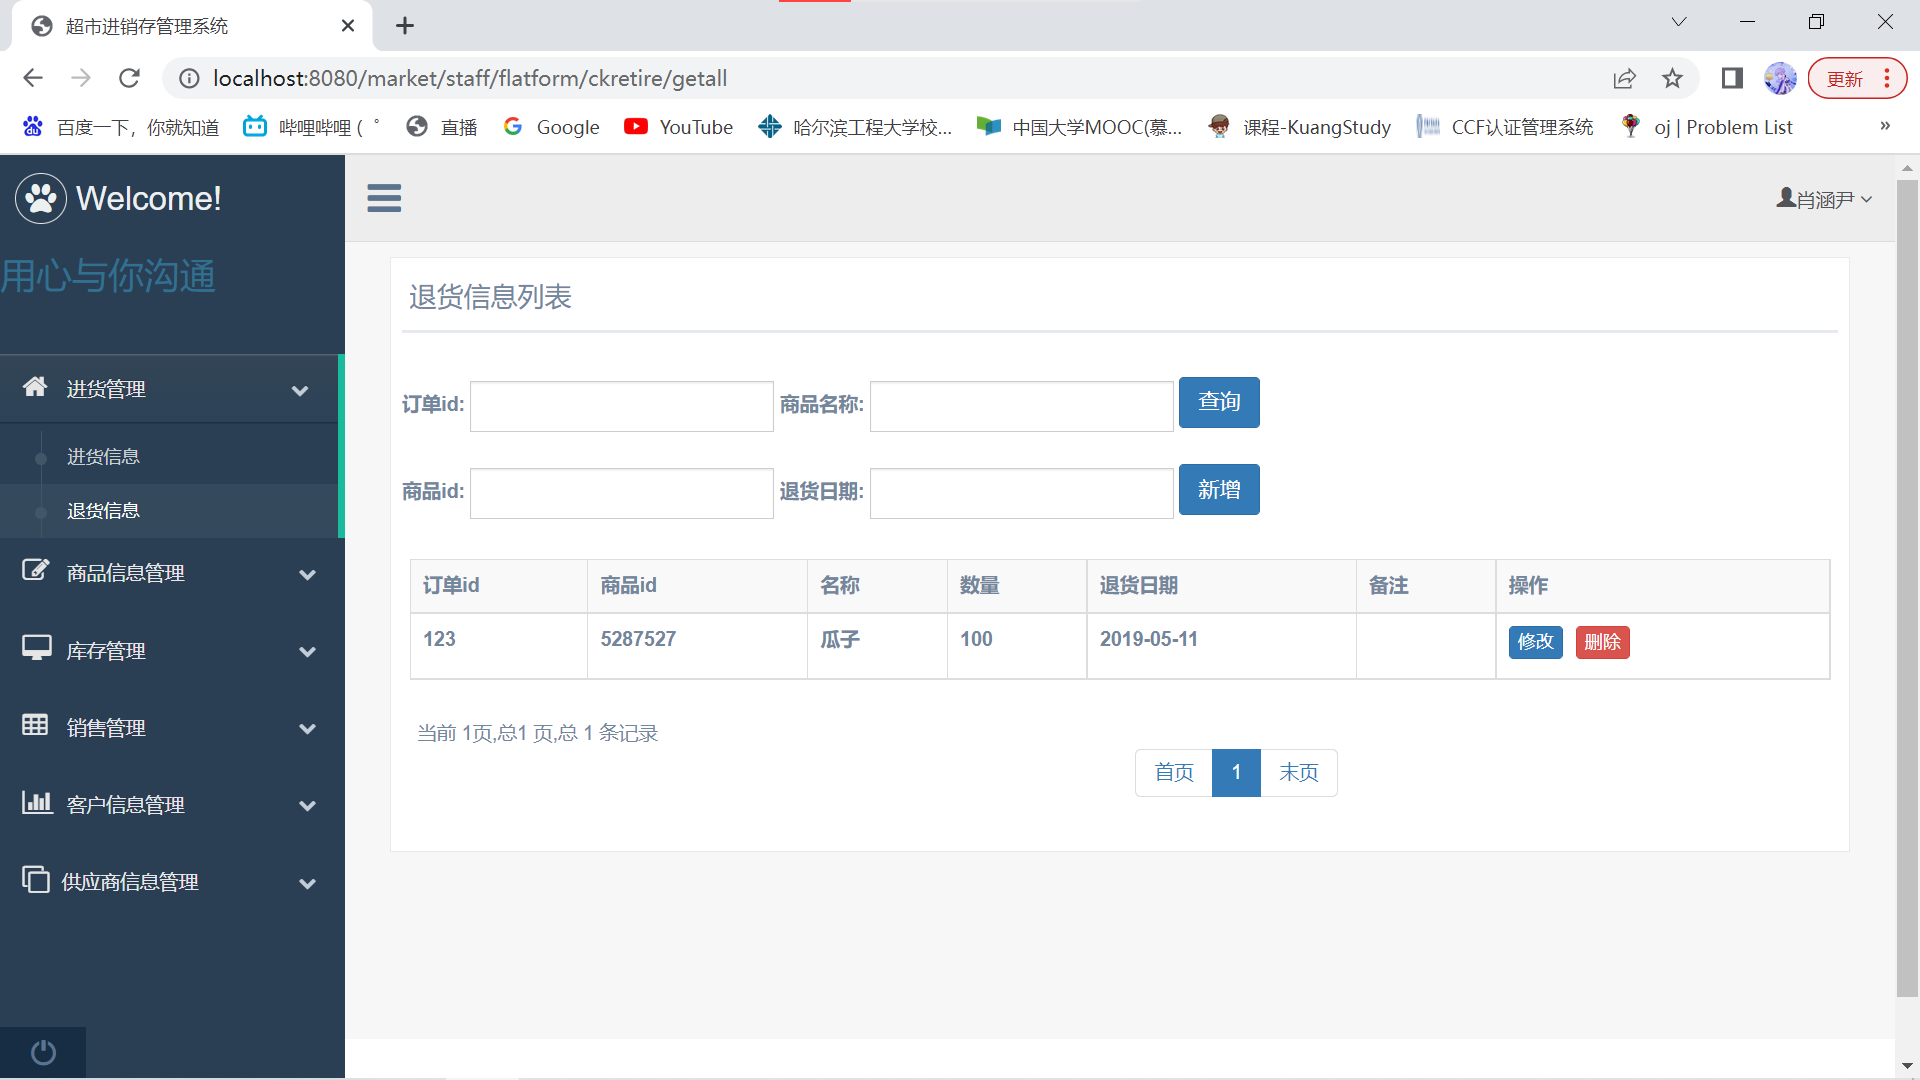 超市进销存管理系统
localhost:8080/market/staff/flatform/ckretire/getall
更新
百度一下，你就知道 哔哩哔哩 ( ゜ 直播 Google YouTube 哈尔滨工程大学校... 中国大学MOOC(慕... 课程-KuangStudy CCF认证管理系统 oj | Problem List »
Welcome!
肖涵尹
用心与你沟通
进货管理
进货信息
退货信息
商品信息管理
库存管理
销售管理
客户信息管理
供应商信息管理
退货信息列表
订单id: 商品名称: 查询
商品id: 退货日期: 新增
订单id 商品id 名称 数量 退货日期 备注 操作
123 5287527 瓜子 100 2019-05-11 修改 删除
当前 1页,总1 页,总 1 条记录
首页 1 末页